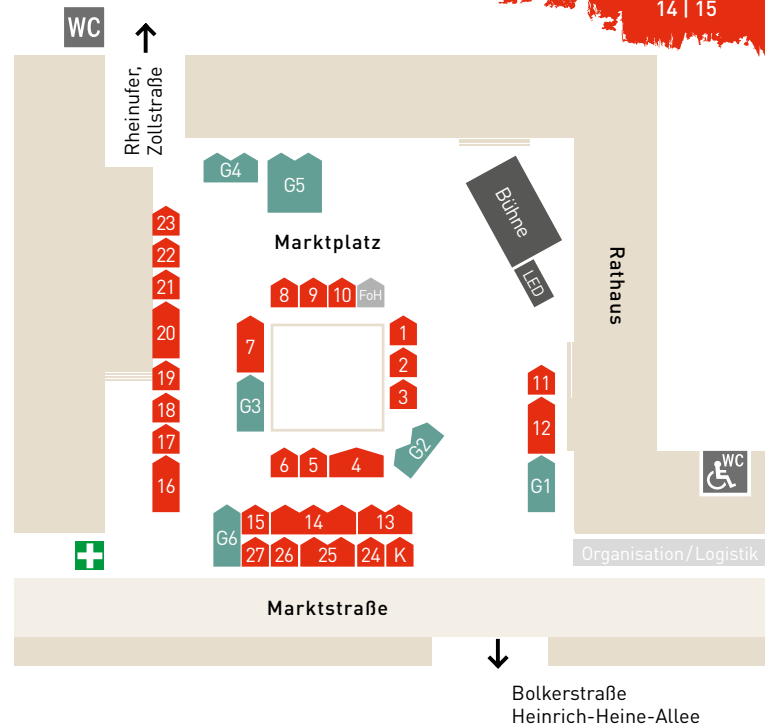 14 | 15
WC
Rheinufer,
Zollstraße
G4
G5
Bühne
LED
Rathaus
Marktplatz
23
22
21
20
19
18
17
16
8
9
10
FoH
7
G3
1
2
3
11
12
G1
6
5
4
G2
WC
G6
15
14
13
27
26
25
24
K
Organisation/Logistik
Marktstraße
Bolkerstraße
Heinrich-Heine-Allee